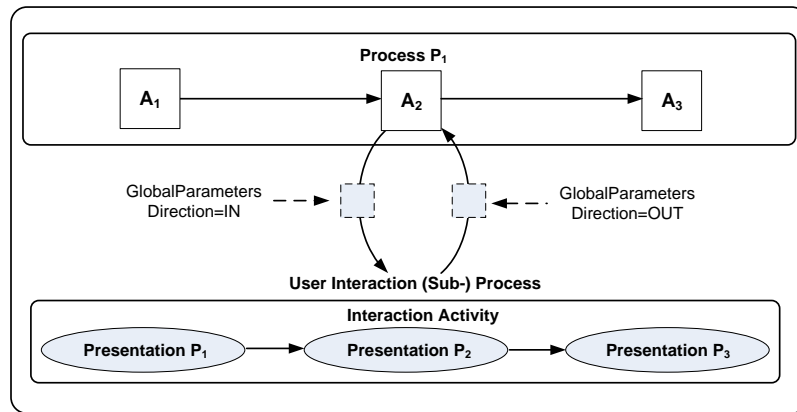 Process P₁
A₁
A₂
A₃
GlobalParameters
Direction=IN
GlobalParameters
Direction=OUT
User Interaction (Sub-) Process
Interaction Activity
Presentation P₁
Presentation P₂
Presentation P₃